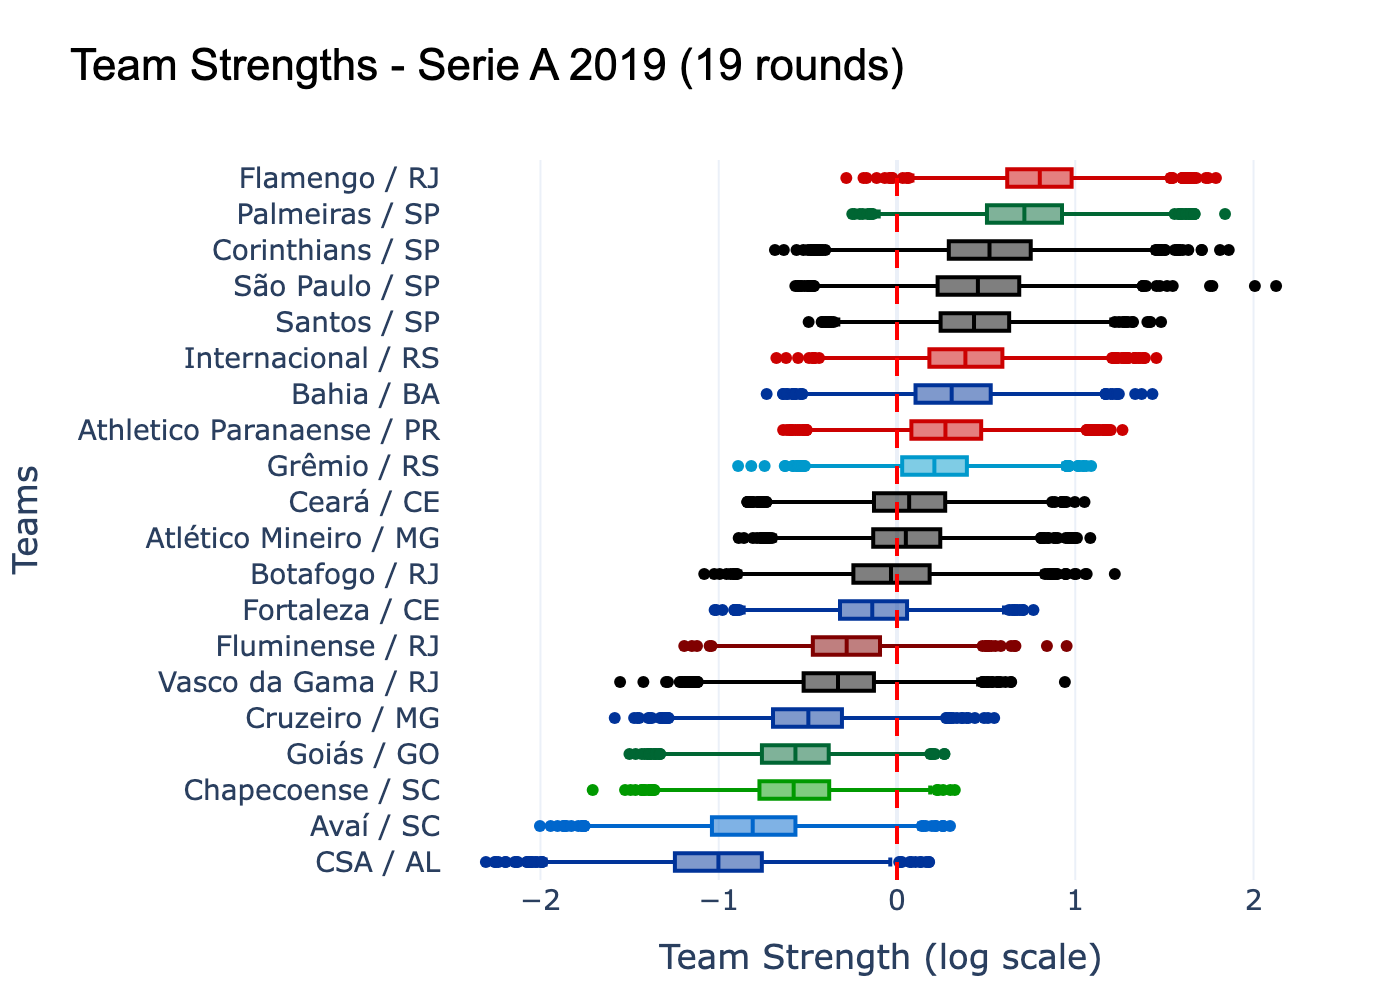 Team Strengths - Serie A 2019 (19 rounds)
Teams
Flamengo / RJ
Palmeiras / SP
Corinthians / SP
São Paulo / SP
Santos / SP
Internacional / RS
Bahia / BA
Athletico Paranaense / PR
Grêmio / RS
Ceará / CE
Atlético Mineiro / MG
Botafogo / RJ
Fortaleza / CE
Fluminense / RJ
Vasco da Gama / RJ
Cruzeiro / MG
Goiás / GO
Chapecoense / SC
Avaí / SC
CSA / AL
−2 −1 0 1 2
Team Strength (log scale)